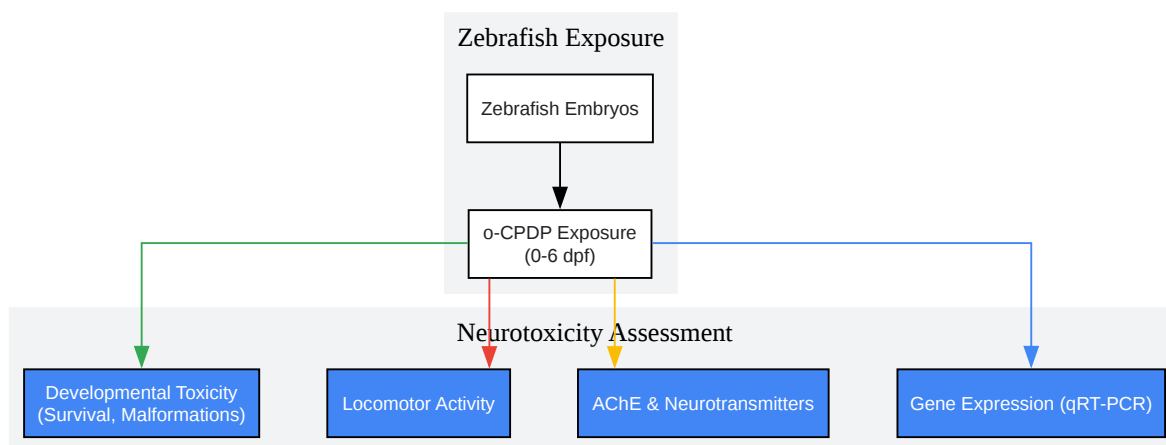 Zebrafish Exposure
Zebrafish Embryos
o-CPDP Exposure
(0-6 dpf)
Neurotoxicity Assessment
Developmental Toxicity
(Survival, Malformations)
Locomotor Activity
AChE & Neurotransmitters
Gene Expression (qRT-PCR)